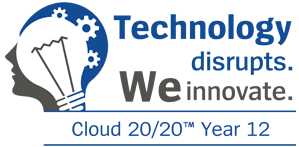 Technology
disrupts.
We innovate.
Cloud 20/20™ Year 12